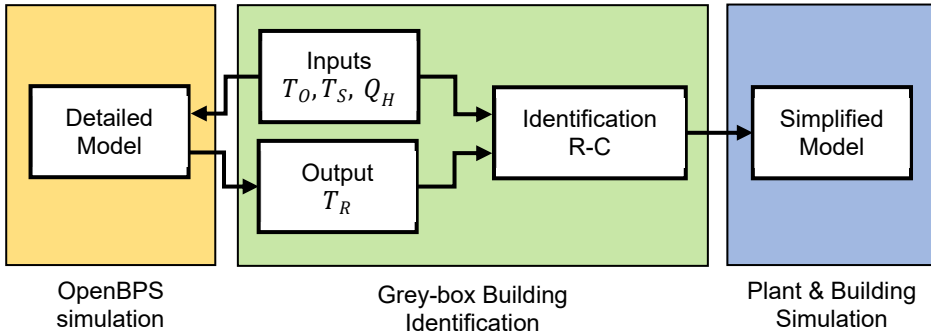 Detailed
Model
Inputs
T_O, T_S, Q_H
Output
T_R
Identification
R-C
Simplified
Model
OpenBPS
simulation
Grey-box Building
Identification
Plant & Building
Simulation